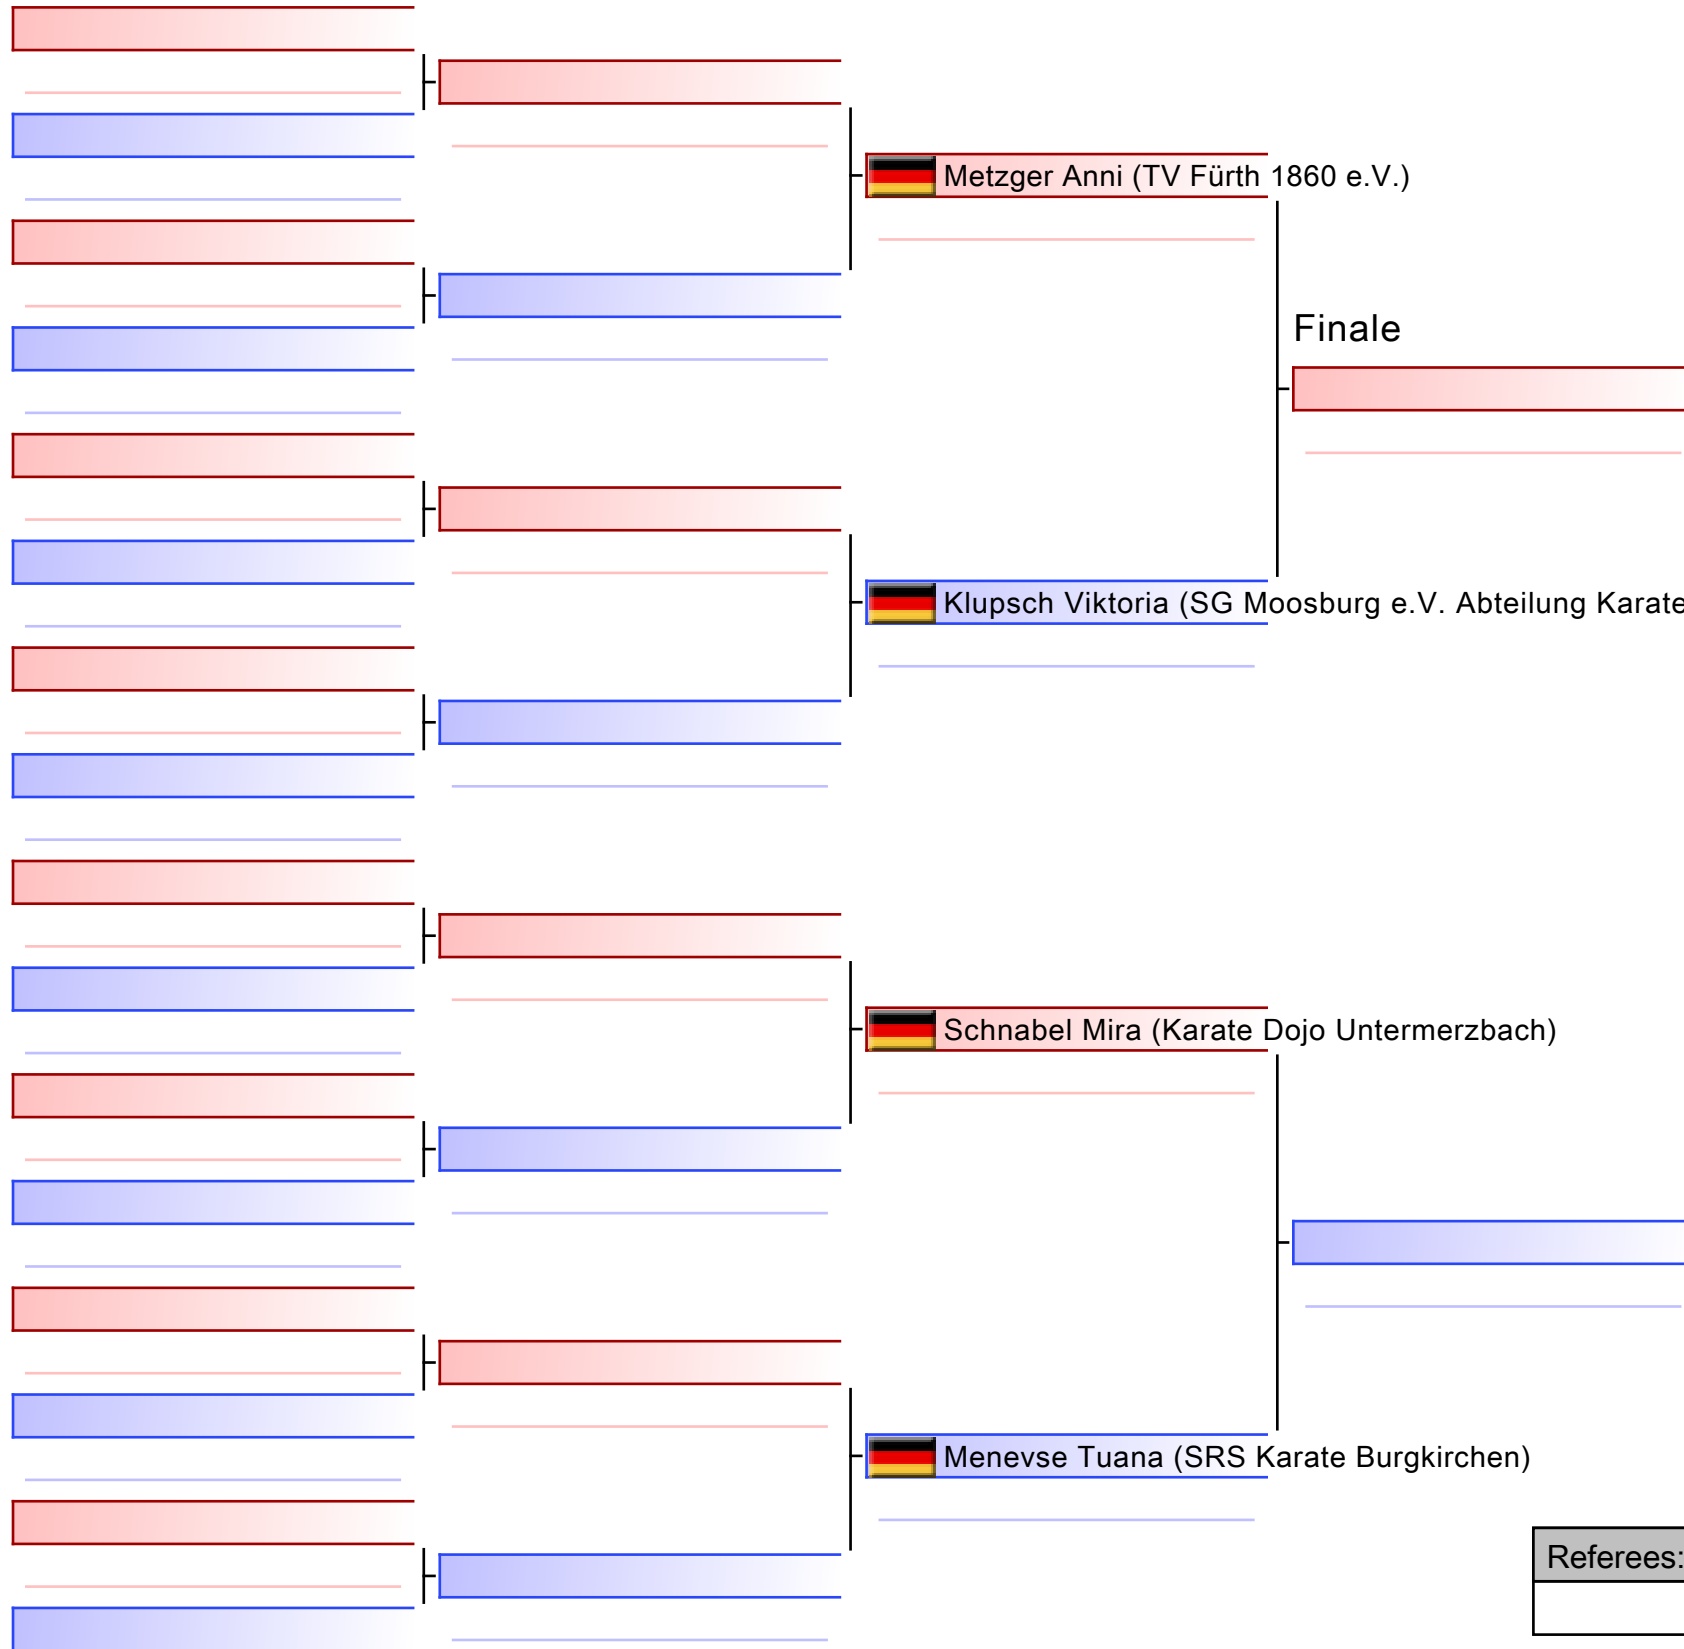 Metzger Anni (TV Fürth 1860 e.V.)
Finale
Klupsch Viktoria (SG Moosburg e.V. Abteilung Karate
Schnabel Mira (Karate Dojo Untermerzbach)
Menevse Tuana (SRS Karate Burgkirchen)
Referees: